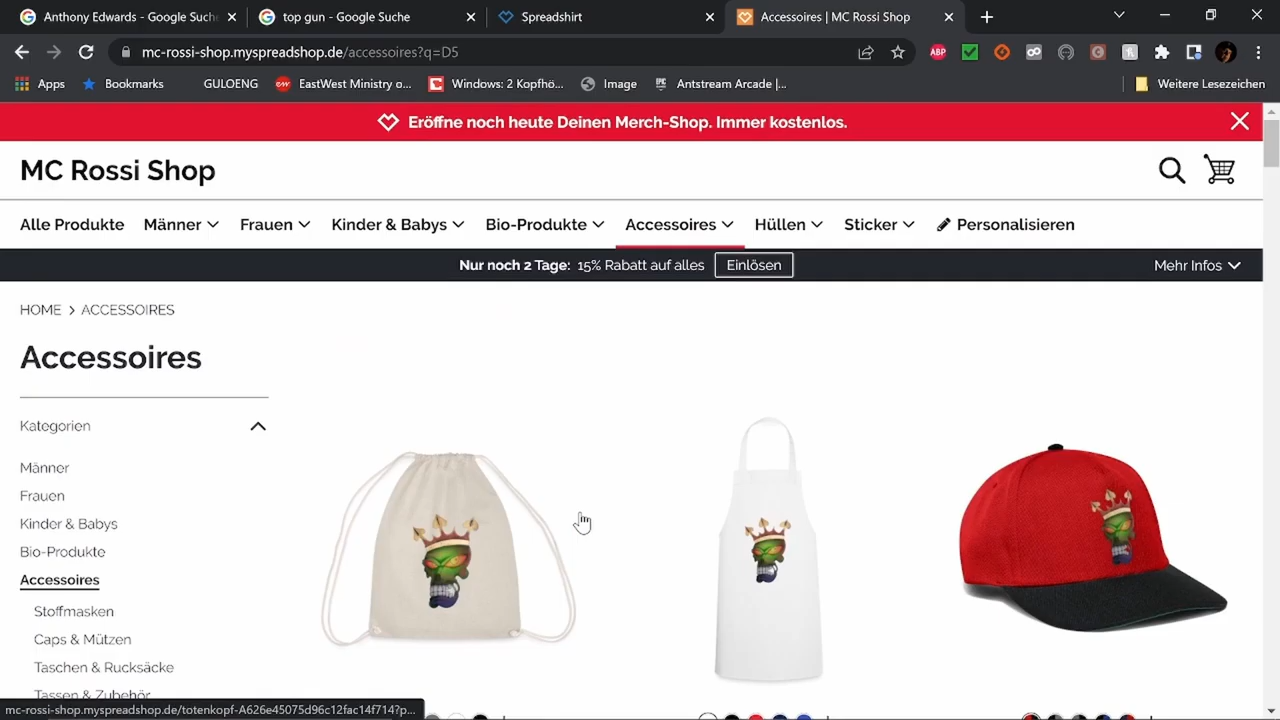 Anthony Edwards - Google Suche
top gun - Google Suche
Spreadshirt
Accessoires | MC Rossi Shop
mc-rossi-shop.myspreadshop.de/accessoires?q=D5
ABP
Apps
Bookmarks
GULOENG
EastWest Ministry o...
Windows: 2 Kopfhö...
Image
Antstream Arcade |...
Weitere Lesezeichen
Eröffne noch heute Deinen Merch-Shop. Immer kostenlos.
MC Rossi Shop
Alle Produkte
Männer
Frauen
Kinder & Babys
Bio-Produkte
Accessoires
Hüllen
Sticker
Personalisieren
Nur noch 2 Tage: 15% Rabatt auf alles
Einlösen
Mehr Infos
HOME > ACCESSOIRES
Accessoires
Kategorien
Männer
Frauen
Kinder & Babys
Bio-Produkte
Accessoires
Stoffmasken
Caps & Mützen
Taschen & Rucksäcke
Tassen & Zubehör
mc-rossi-shop.myspreadshop.de/totenkopf-A626e45075d96c12fac14f714?p...